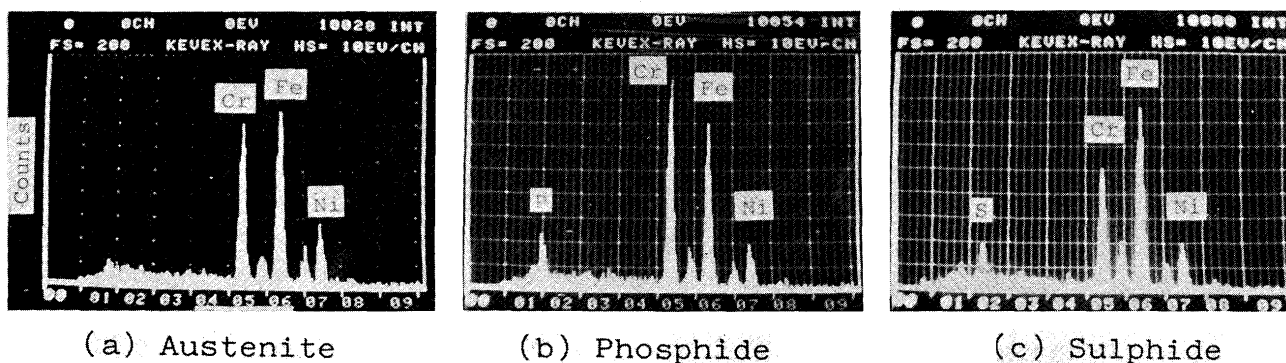 0 0CH 0EV 10028 INT
FS= 200 KEVEX-RAY HS= 10EV/CH
Cr
Fe
Ni
Counts
00 01 02 03 04 05 06 07 08 09
(a) Austenite
0 0CH 0EV 10054 INT
FS= 200 KEVEX-RAY HS= 10EV/CH
Cr
Fe
P
Ni
00 01 02 03 04 05 06 07 08 09
(b) Phosphide
0 0CH 0EV 10000 INT
FS= 200 KEVEX-RAY HS= 10EV/CH
Fe
Cr
S
Ni
00 01 02 03 04 05 06 07 08 09
(c) Sulphide